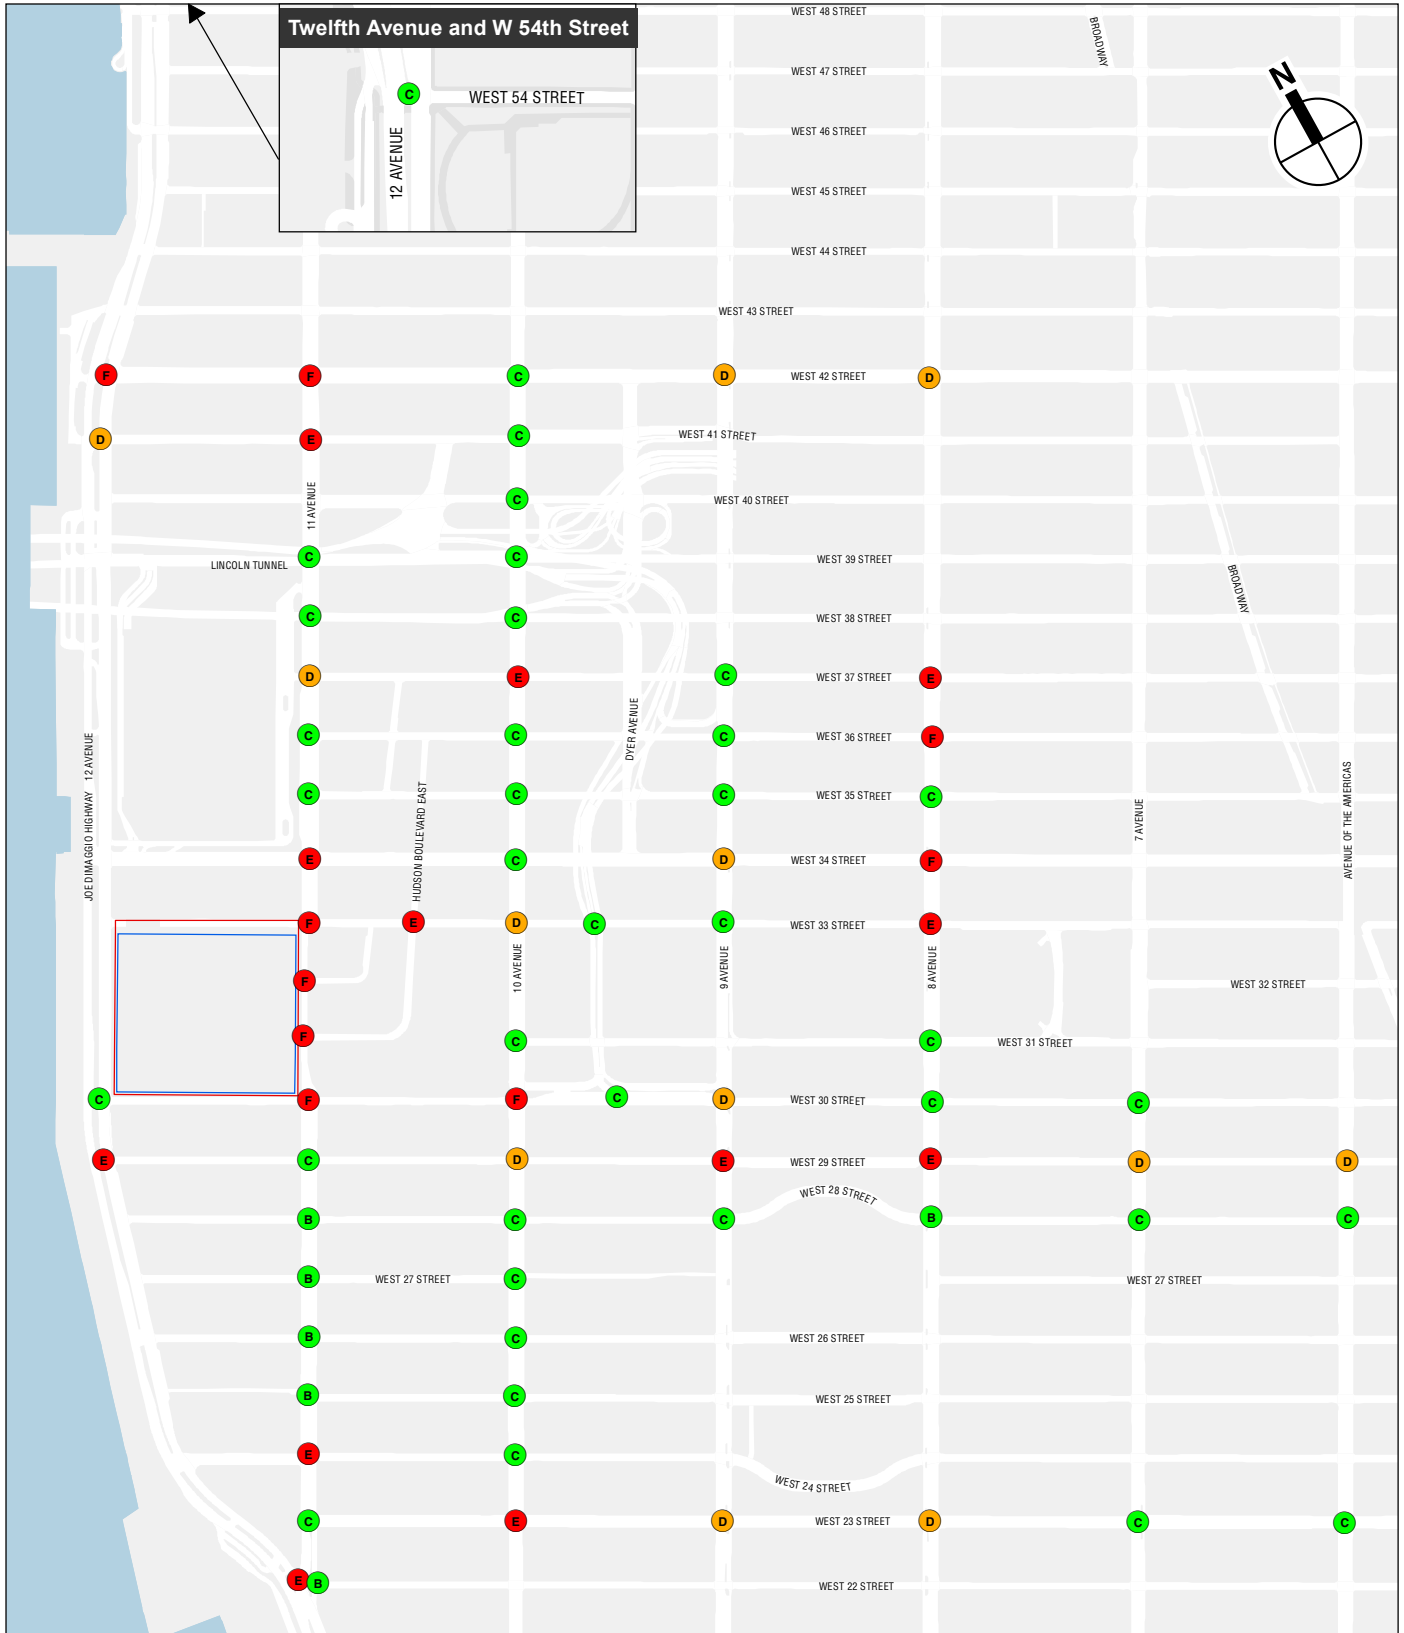 WEST 48 STREET
Twelfth Avenue and W 54th Street
BROADWAY
N
WEST 47 STREET
C
WEST 54 STREET
12 AVENUE
WEST 46 STREET
WEST 45 STREET
WEST 44 STREET
WEST 43 STREET
F F C D WEST 42 STREET D
D E C WEST 41 STREET
11 AVENUE
C WEST 40 STREET
C C WEST 39 STREET
LINCOLN TUNNEL
BROADWAY
C C WEST 38 STREET
D E C WEST 37 STREET E
DYER AVENUE
C C C WEST 36 STREET F
JOE DIMAGGIO HIGHWAY 12 AVENUE
C C C WEST 35 STREET C
HUDSON BOULEVARD EAST
7 AVENUE
AVENUE OF THE AMERICAS
E C D WEST 34 STREET F
F E D C C WEST 33 STREET E
10 AVENUE
9 AVENUE
8 AVENUE
F WEST 32 STREET
F C C WEST 31 STREET
C F F C D WEST 30 STREET C C
E C D E WEST 29 STREET E D D
WEST 28 STREET
B C C B C C
B WEST 27 STREET C WEST 27 STREET
B C WEST 26 STREET
B C WEST 25 STREET
E C
WEST 24 STREET
C E D WEST 23 STREET D C C
E B WEST 22 STREET